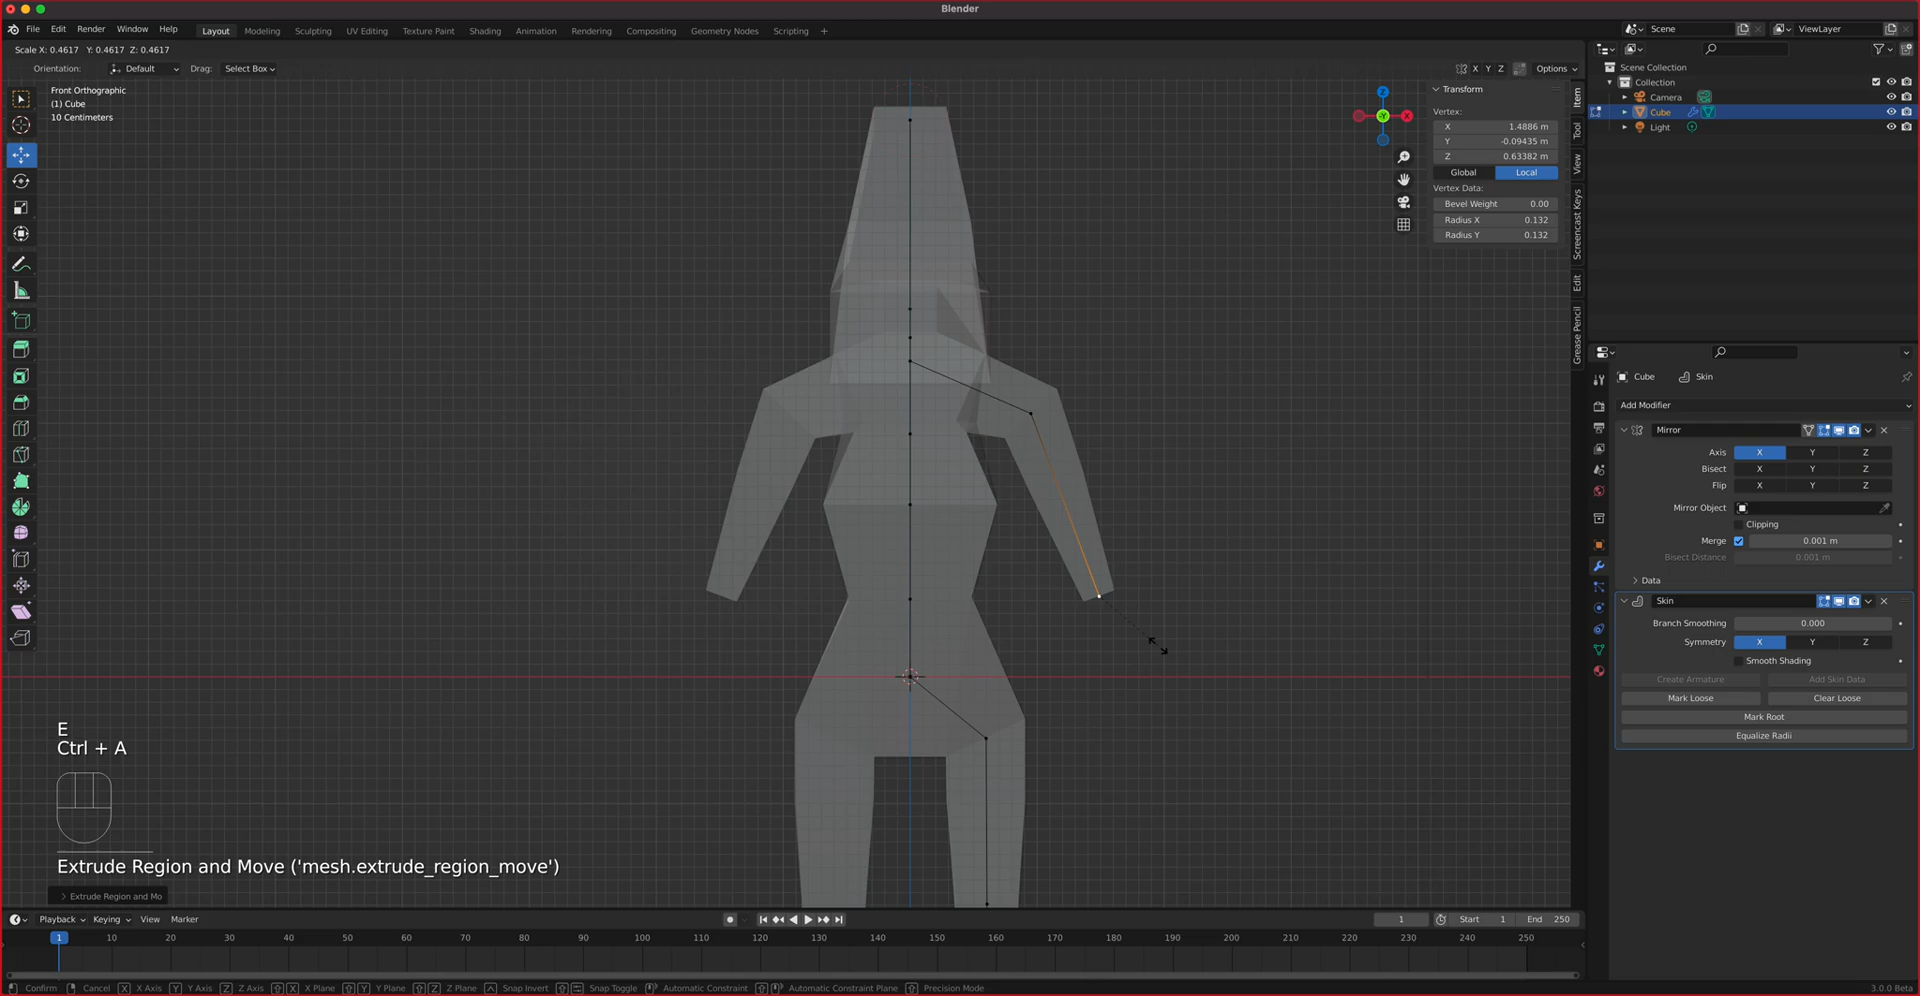 Blender
File Edit Render Window Help
Layout Modeling Sculpting UV Editing Texture Paint Shading Animation Rendering Compositing Geometry Nodes Scripting +
Scene
ViewLayer
Scale X: 0.4617 Y: 0.4617 Z: 0.4617
Orientation: Default Drag: Select Box
X Y Z Options
Front Orthographic
(1) Cube
10 Centimeters
Z
-Y
X
Transform
Vertex:
X 1.4886 m
Y -0.09435 m
Z 0.63382 m
Global Local
Vertex Data:
Bevel Weight 0.00
Radius X 0.132
Radius Y 0.132
Item
Tool
View
Screencast Keys
Edit
Grease Pencil
Scene Collection
Collection
Camera
Cube
Light
Cube Skin
Add Modifier
Mirror
Axis X Y Z
Bisect X Y Z
Flip X Y Z
Mirror Object
Clipping
Merge 0.001 m
Bisect Distance 0.001 m
Data
Skin
Branch Smoothing 0.000
Symmetry X Y Z
Smooth Shading
Create Armature Add Skin Data
Mark Loose Clear Loose
Mark Root
Equalize Radii
E
Ctrl + A
Extrude Region and Move ('mesh.extrude_region_move')
Extrude Region and Mo
Playback Keying View Marker
1 Start 1 End 250
1 10 20 30 40 50 60 70 80 90 100 110 120 130 140 150 160 170 180 190 200 210 220 230 240 250
Confirm Cancel X X Axis Y Y Axis Z Z Axis X X Plane Y Y Plane Z Z Plane Snap Invert Snap Toggle Automatic Constraint Automatic Constraint Plane Precision Mode
3.0.0 Beta